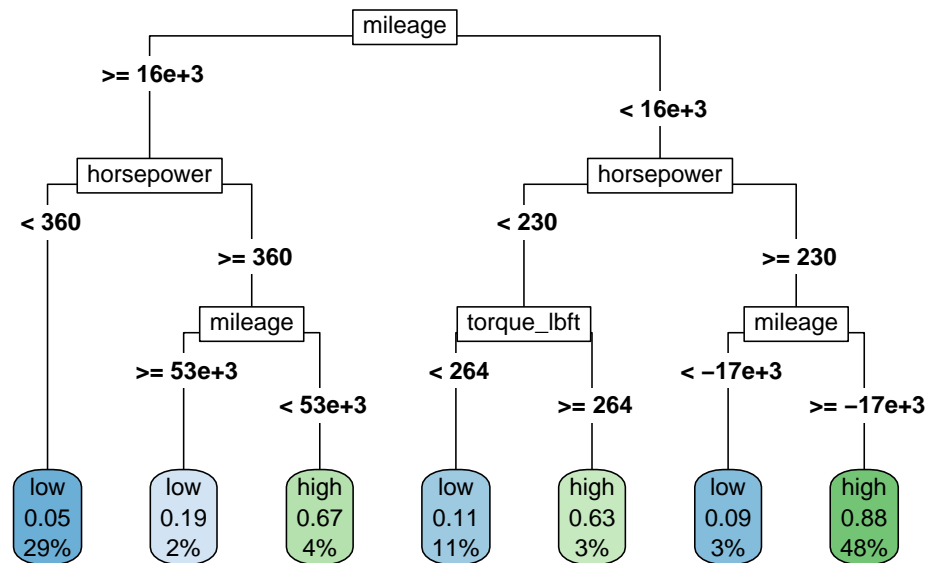 mileage
>= 16e+3
< 16e+3
horsepower
horsepower
< 360
< 230
>= 360
>= 230
mileage
torque_lbft
mileage
>= 53e+3
< 264
< −17e+3
< 53e+3
>= 264
>= −17e+3
low
0.05
29%
low
0.19
2%
high
0.67
4%
low
0.11
11%
high
0.63
3%
low
0.09
3%
high
0.88
48%